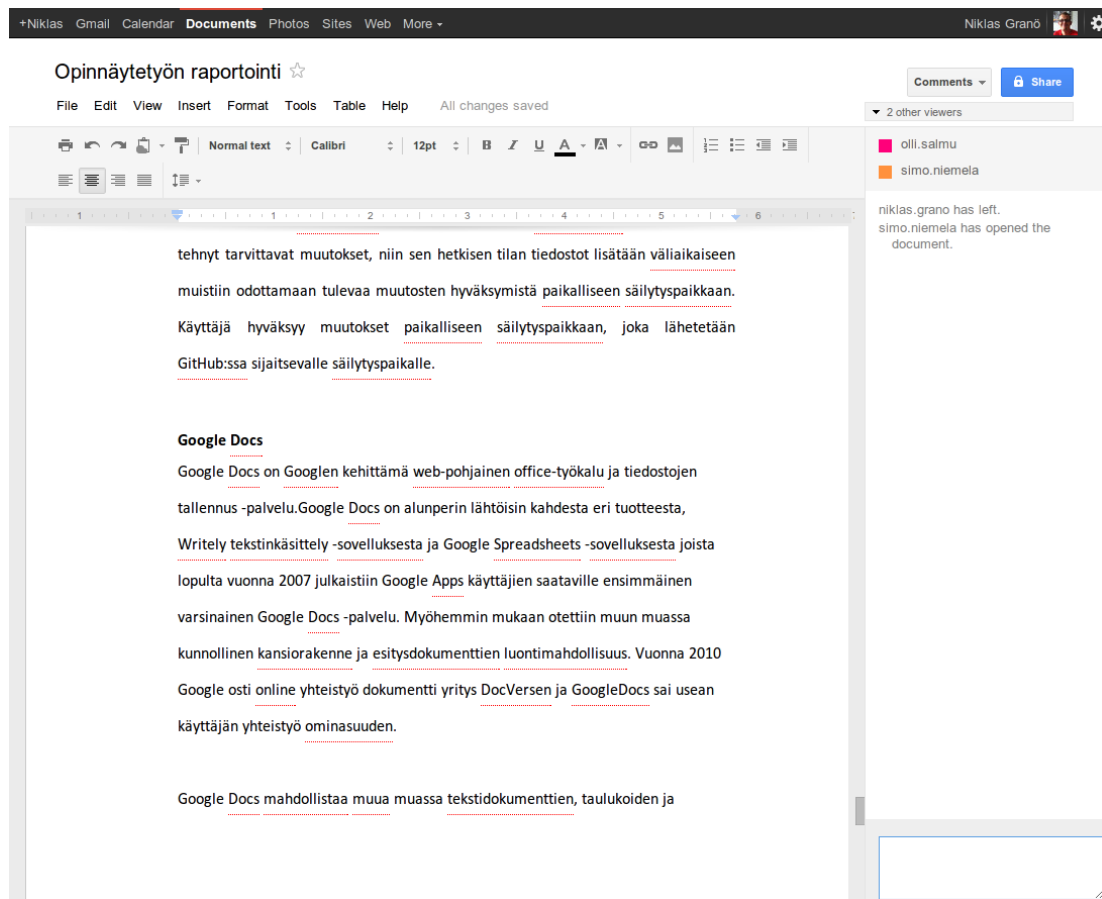 +Niklas Gmail Calendar Documents Photos Sites Web More
Niklas Granö
Opinnäytetyön raportointi
Comments
Share
File Edit View Insert Format Tools Table Help All changes saved
2 other viewers
Normal text Calibri 12pt B I U A A
olli.salmu
simo.niemela
1 1 2 3 4 5 6
niklas.grano has left.
simo.niemela has opened the
document.
tehnyt tarvittavat muutokset, niin sen hetkisen tilan tiedostot lisätään väliaikaiseen
muistiin odottamaan tulevaa muutosten hyväksymistä paikalliseen säilytyspaikkaan.
Käyttäjä hyväksyy muutokset paikalliseen säilytyspaikkaan, joka lähetetään
GitHub:ssa sijaitsevalle säilytyspaikalle.
Google Docs
Google Docs on Googlen kehittämä web-pohjainen office-työkalu ja tiedostojen
tallennus -palvelu.Google Docs on alunperin lähtöisin kahdesta eri tuotteesta,
Writely tekstinkäsittely -sovelluksesta ja Google Spreadsheets -sovelluksesta joista
lopulta vuonna 2007 julkaistiin Google Apps käyttäjien saataville ensimmäinen
varsinainen Google Docs -palvelu. Myöhemmin mukaan otettiin muun muassa
kunnollinen kansiorakenne ja esitysdokumenttien luontimahdollisuus. Vuonna 2010
Google osti online yhteistyö dokumentti yritys DocVersen ja GoogleDocs sai usean
käyttäjän yhteistyö ominasuuden.
Google Docs mahdollistaa muua muassa tekstidokumenttien, taulukoiden ja